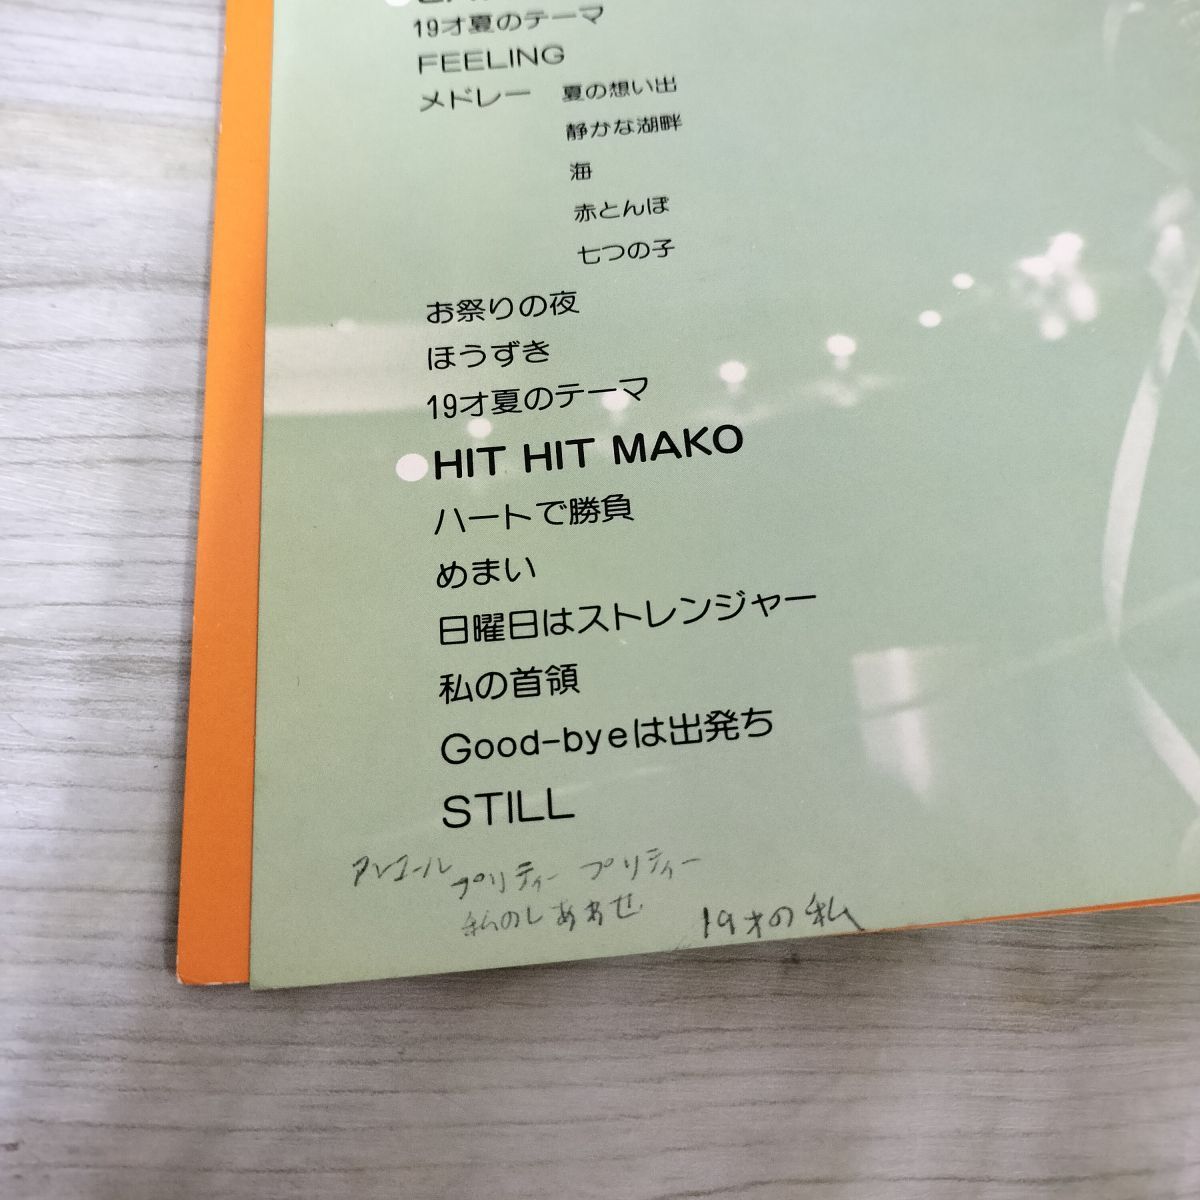 19才夏のテーマ
FEELING
メドレー 夏の想い出
静かな湖畔
海
赤とんぼ
七つの子
お祭りの夜
ほうずき
19才夏のテーマ
●HIT HIT MAKO
ハートで勝負
めまい
日曜日はストレンジャー
私の首領
Good-byeは出発ち
STILL
アンコール プリティー プリティー
私のしあわせ 19才の私